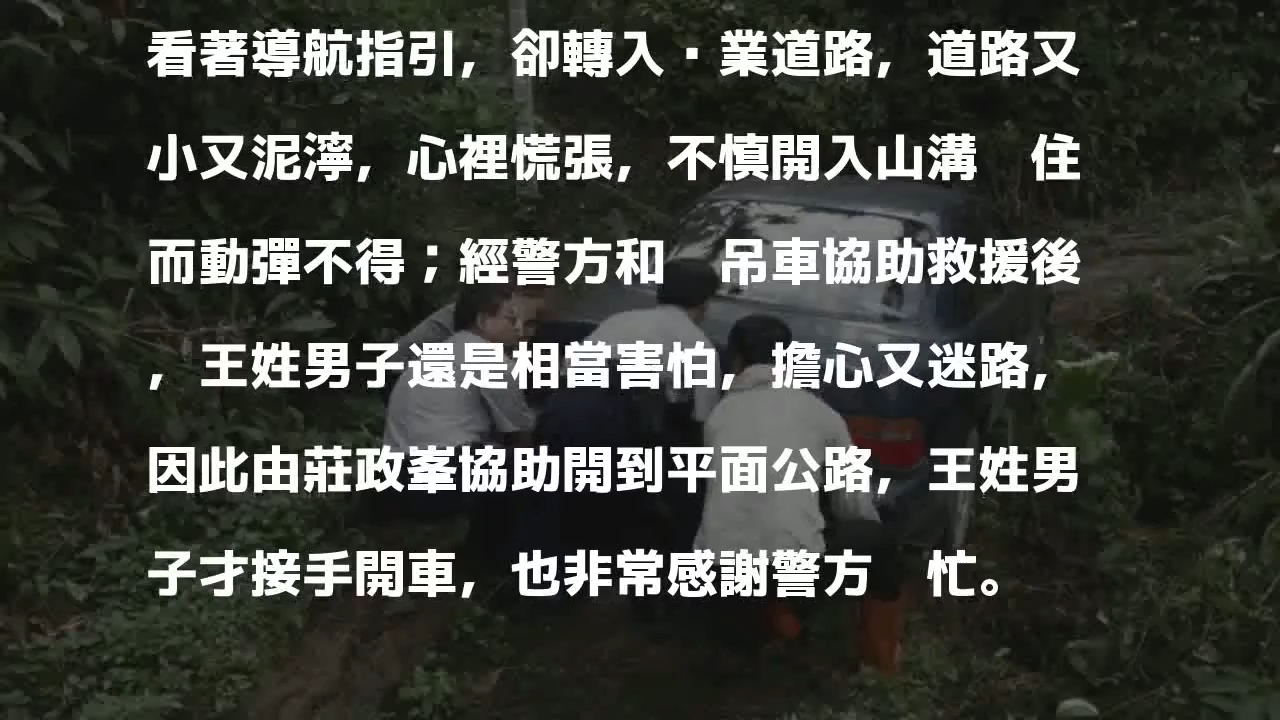 看著導航指引，卻轉入·業道路，道路又
小又泥濘，心裡慌張，不慎開入山溝　住
而動彈不得；經警方和　吊車協助救援後
，王姓男子還是相當害怕，擔心又迷路，
因此由莊政峯協助開到平面公路，王姓男
子才接手開車，也非常感謝警方　忙。